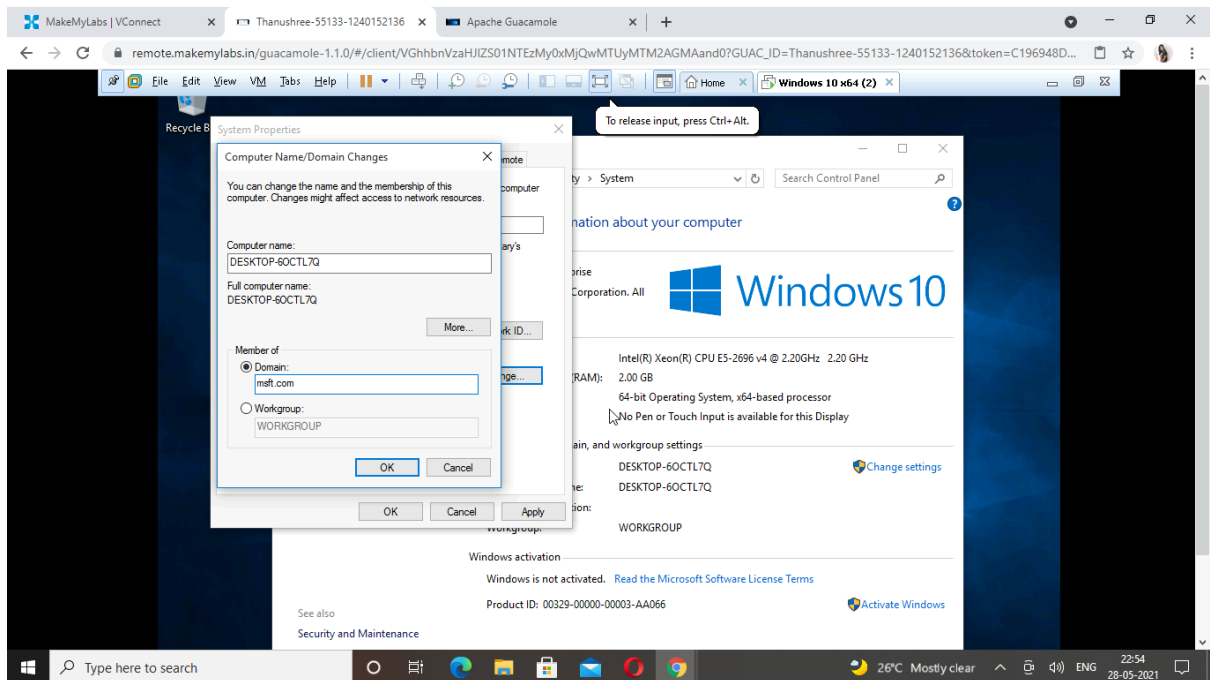 MakeMyLabs | VConnect
Thanushree-55133-1240152136
Apache Guacamole
remote.makemylabs.in/guacamole-1.1.0/#/client/VGhhbnVzaHJlZS01NTEzMy0xMjQwMTUyMTM2AGMAand0?GUAC_ID=Thanushree-55133-1240152136&token=C196948D...
File Edit View VM Tabs Help
Home
Windows 10 x64 (2)
To release input, press Ctrl+Alt.
Recycle B
System Properties
Computer Name/Domain Changes
emote
You can change the name and the membership of this
computer. Changes might affect access to network resources.
computer
ary's
Computer name:
DESKTOP-6OCTL7Q
Full computer name:
DESKTOP-6OCTL7Q
More...
rk ID...
Member of
Domain:
msft.com
nge...
Workgroup:
WORKGROUP
OK Cancel
OK Cancel Apply
ty › System
Search Control Panel
nation about your computer
prise
Corporation. All
Windows 10
Intel(R) Xeon(R) CPU E5-2696 v4 @ 2.20GHz 2.20 GHz
(RAM): 2.00 GB
64-bit Operating System, x64-based processor
No Pen or Touch Input is available for this Display
ain, and workgroup settings
DESKTOP-6OCTL7Q
Change settings
ne: DESKTOP-6OCTL7Q
tion:
Workgroup: WORKGROUP
Windows activation
Windows is not activated. Read the Microsoft Software License Terms
Product ID: 00329-00000-00003-AA066
Activate Windows
See also
Security and Maintenance
Type here to search
26°C Mostly clear
ENG
22:54
28-05-2021